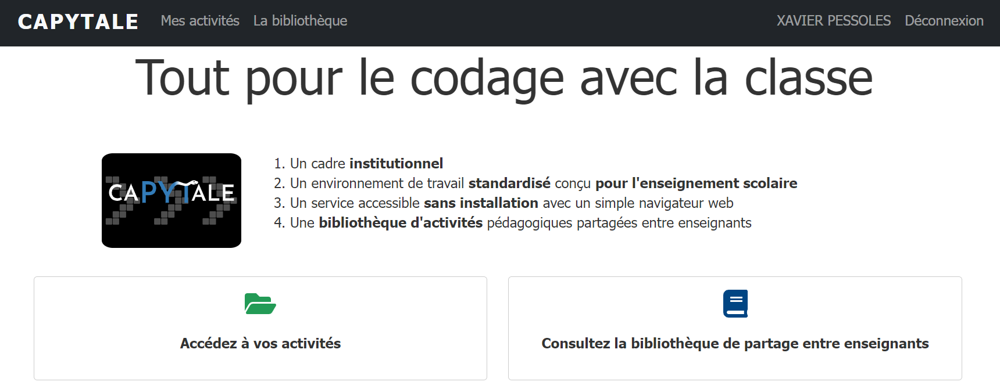 CAPYTALE Mes activités La bibliothèque XAVIER PESSOLES Déconnexion
Tout pour le codage avec la classe
CAPYTALE
1. Un cadre institutionnel
2. Un environnement de travail standardisé conçu pour l'enseignement scolaire
3. Un service accessible sans installation avec un simple navigateur web
4. Une bibliothèque d'activités pédagogiques partagées entre enseignants
Accédez à vos activités
Consultez la bibliothèque de partage entre enseignants